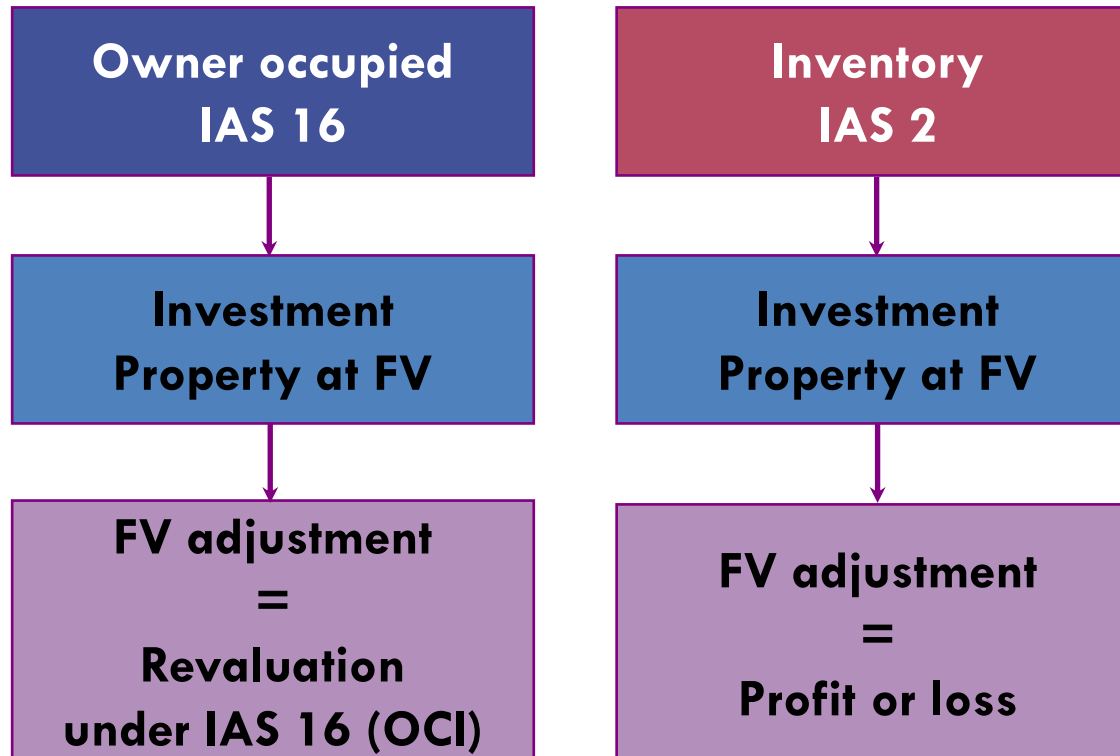 Owner occupied
IAS 16
Investment
Property at FV
FV adjustment
=
Revaluation
under IAS 16 (OCI)
Inventory
IAS 2
Investment
Property at FV
FV adjustment
=
Profit or loss